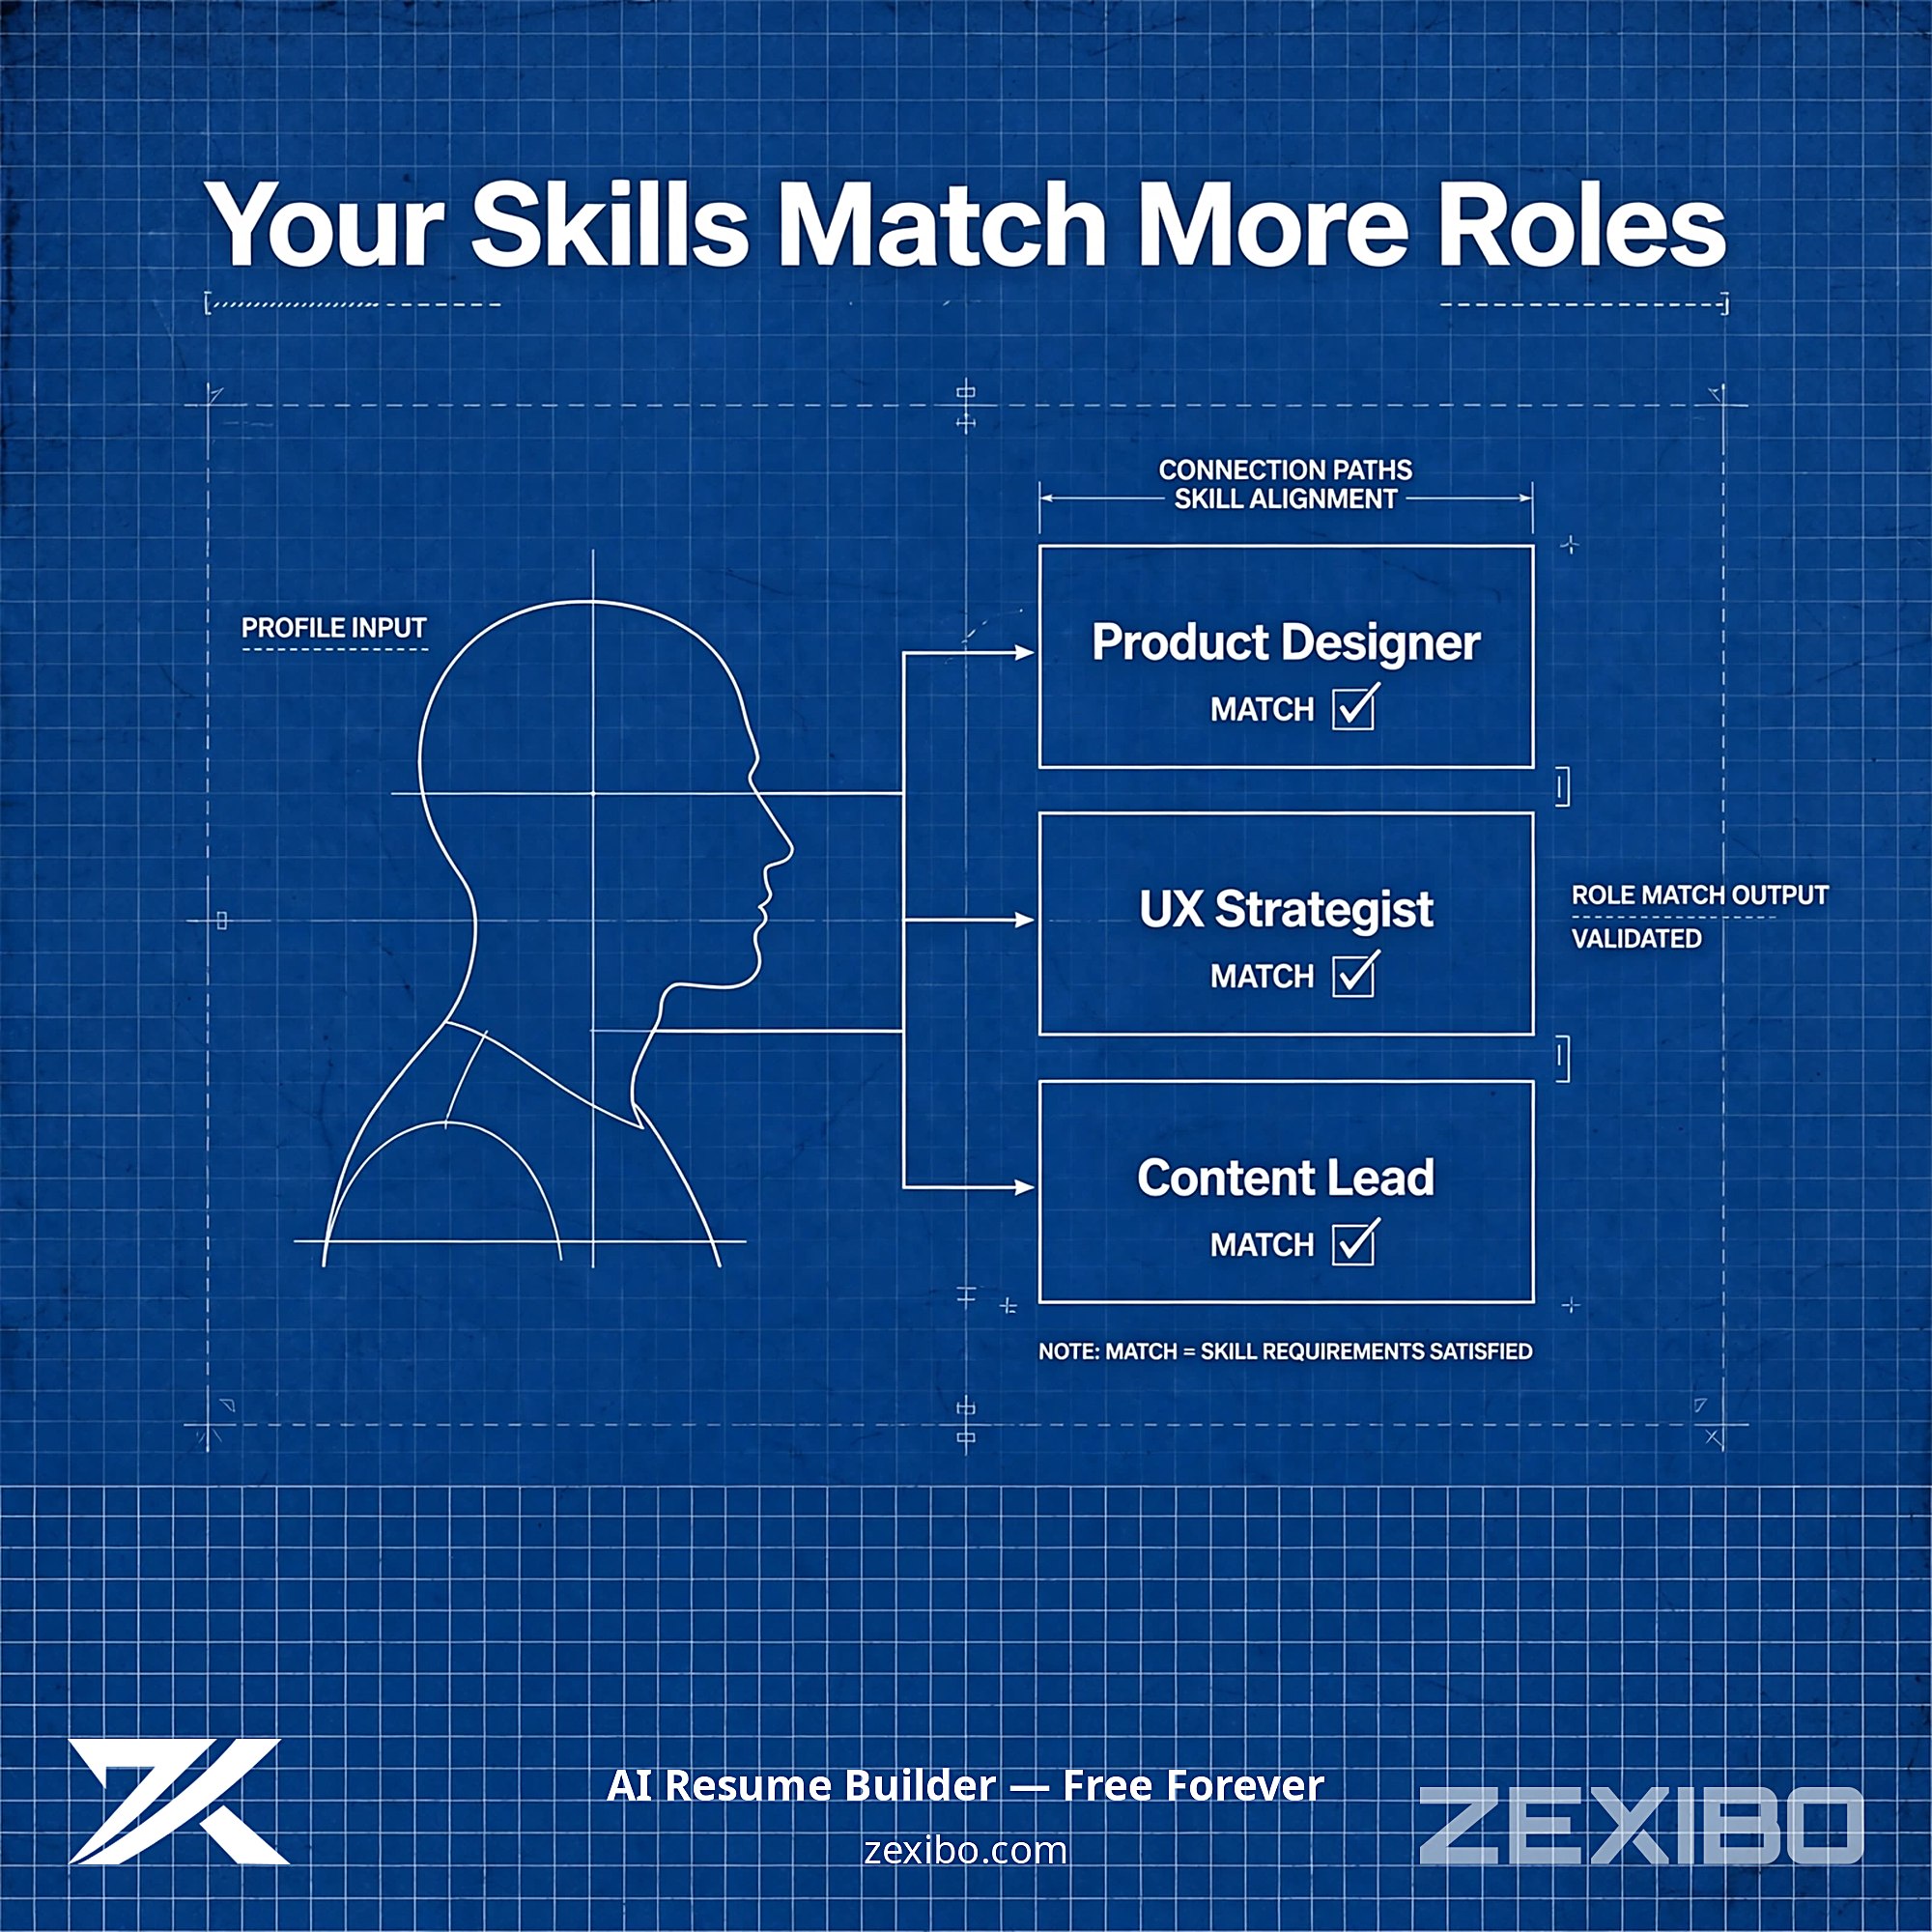 Your Skills Match More Roles
CONNECTION PATHS
SKILL ALIGNMENT
PROFILE INPUT
Product Designer
MATCH
UX Strategist
MATCH
ROLE MATCH OUTPUT
VALIDATED
Content Lead
MATCH
NOTE: MATCH = SKILL REQUIREMENTS SATISFIED
AI Resume Builder — Free Forever
zexibo.com
ZEXIBO